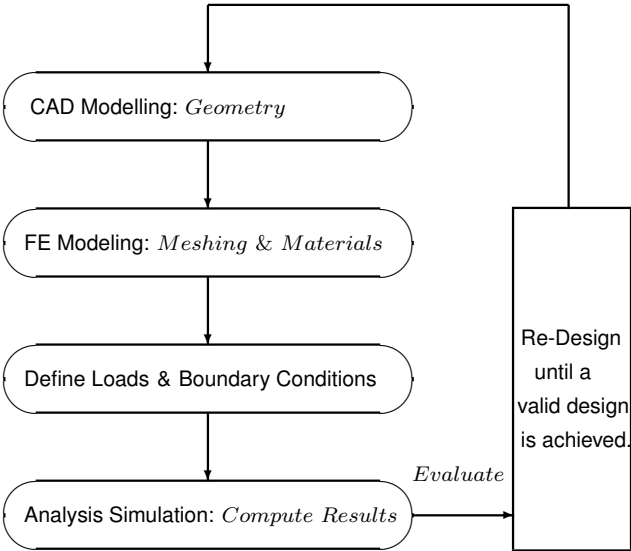 CAD Modelling: Geometry
FE Modeling: Meshing & Materials
Define Loads & Boundary Conditions
Analysis Simulation: Compute Results
Evaluate
Re-Design
until a
valid design
is achieved.